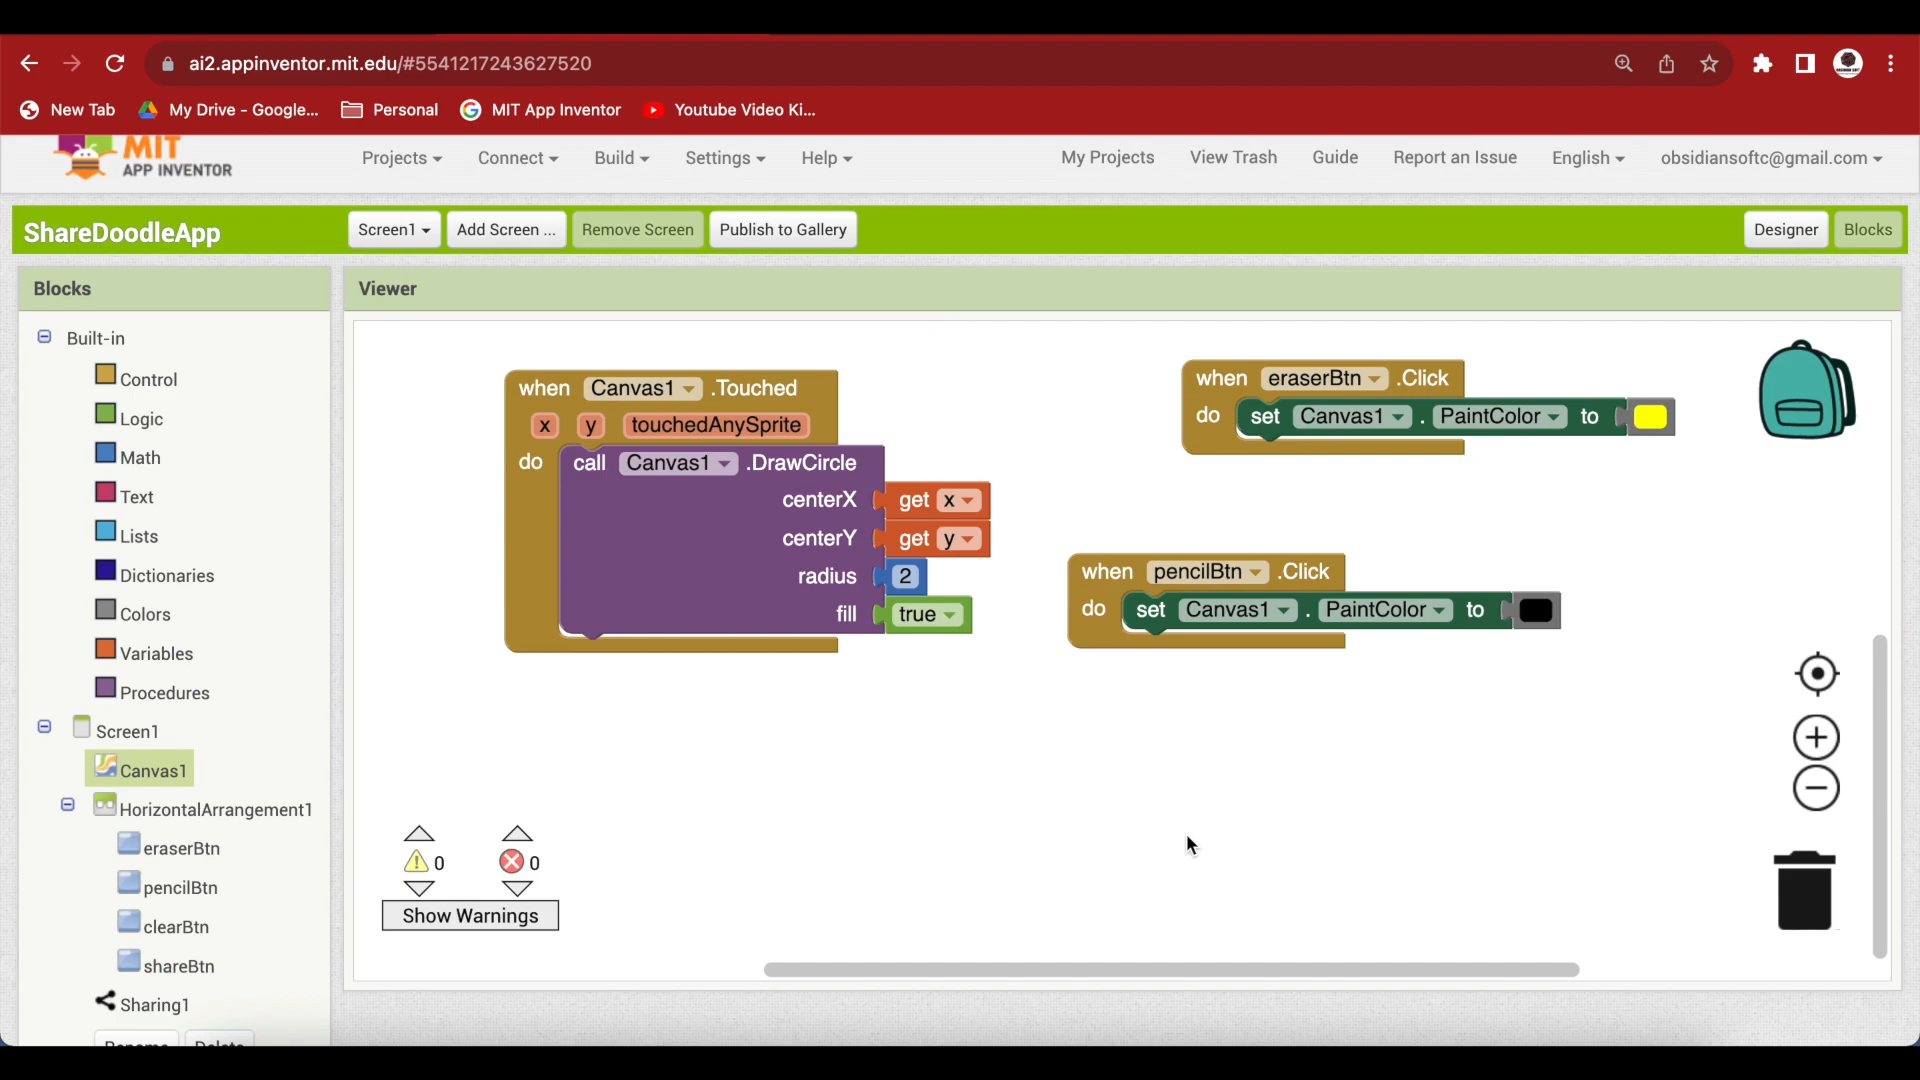 ai2.appinventor.mit.edu/#5541217243627520
New Tab My Drive - Google... Personal MIT App Inventor Youtube Video Ki...
MIT
APP INVENTOR
Projects Connect Build Settings Help My Projects View Trash Guide Report an Issue English obsidiansoftc@gmail.com
ShareDoodleApp Screen1 Add Screen ... Remove Screen Publish to Gallery Designer Blocks
Blocks
Built-in
Control
Logic
Math
Text
Lists
Dictionaries
Colors
Variables
Procedures
Screen1
Canvas1
HorizontalArrangement1
eraserBtn
pencilBtn
clearBtn
shareBtn
Sharing1
Rename Delete
Viewer
when Canvas1 .Touched
x y touchedAnySprite
do call Canvas1 .DrawCircle
centerX get x
centerY get y
radius 2
fill true
when eraserBtn .Click
do set Canvas1 . PaintColor to
when pencilBtn .Click
do set Canvas1 . PaintColor to
0 0
Show Warnings